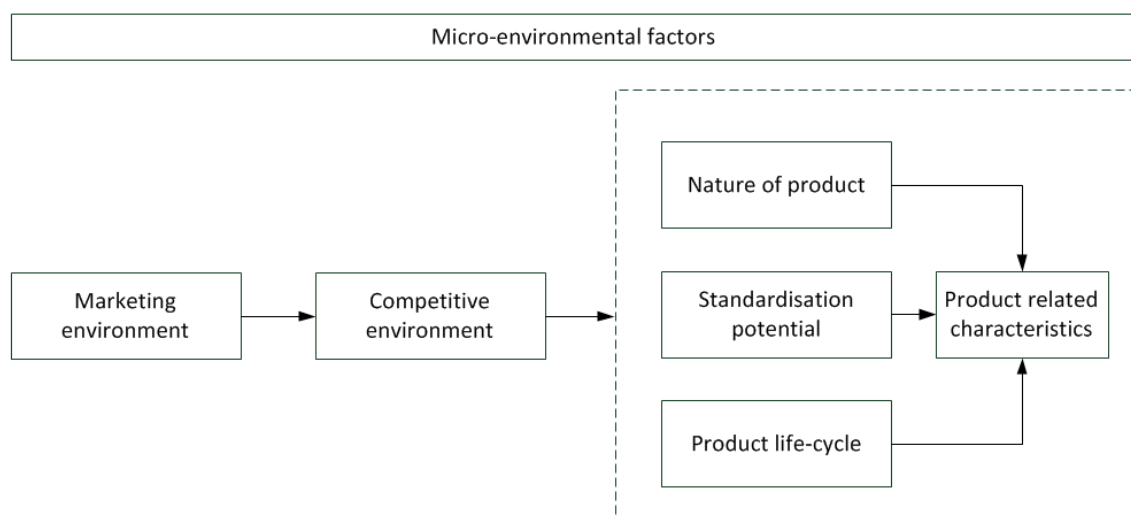 Micro-environmental factors
Nature of product
Marketing
environment
Competitive
environment
Standardisation
potential
Product related
characteristics
Product life-cycle